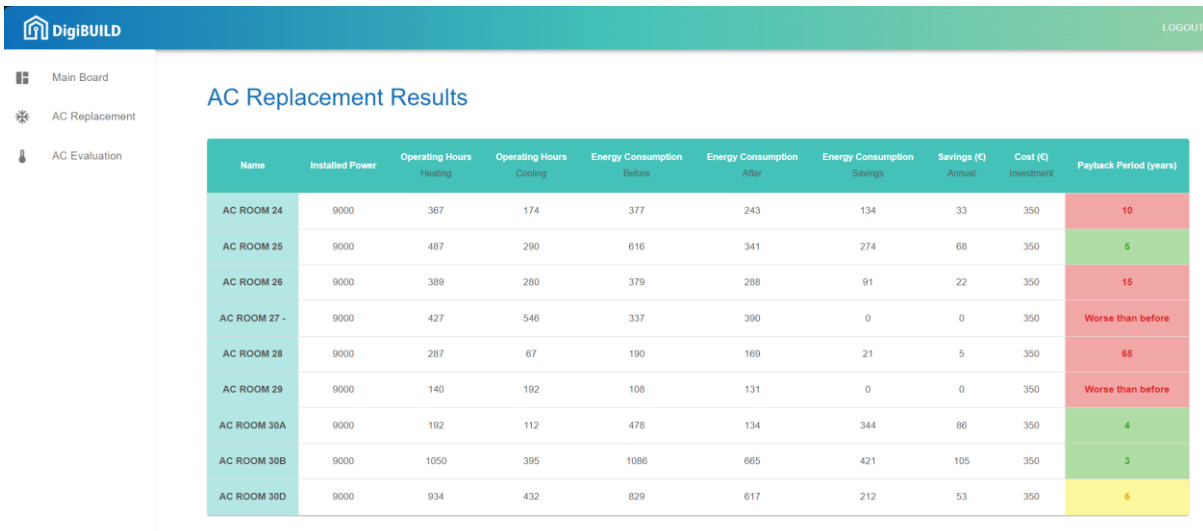 DigiBUILD
LOGOUT
Main Board
AC Replacement
AC Evaluation
AC Replacement Results
Name Installed Power Operating Hours Operating Hours Energy Consumption Energy Consumption Energy Consumption Savings (€) Cost (€) Payback Period (years)
Heating Cooling Before After Savings Annual Investment
AC ROOM 24 9000 367 174 377 243 134 33 350 10
AC ROOM 25 9000 487 290 616 341 274 68 350 5
AC ROOM 26 9000 389 280 379 288 91 22 350 15
AC ROOM 27 - 9000 427 546 337 390 0 0 350 Worse than before
AC ROOM 28 9000 287 67 190 169 21 5 350 65
AC ROOM 29 9000 140 192 108 131 0 0 350 Worse than before
AC ROOM 30A 9000 192 112 478 134 344 86 350 4
AC ROOM 30B 9000 1050 395 1086 665 421 105 350 3
AC ROOM 30D 9000 934 432 829 617 212 53 350 6